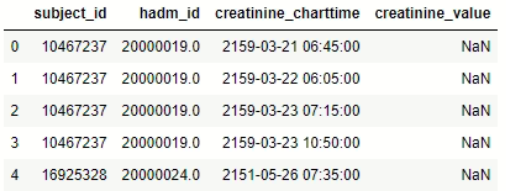 subject_id hadm_id creatinine_charttime creatinine_value
0 10467237 20000019.0 2159-03-21 06:45:00 NaN
1 10467237 20000019.0 2159-03-22 06:05:00 NaN
2 10467237 20000019.0 2159-03-23 07:15:00 NaN
3 10467237 20000019.0 2159-03-23 10:50:00 NaN
4 16925328 20000024.0 2151-05-26 07:35:00 NaN